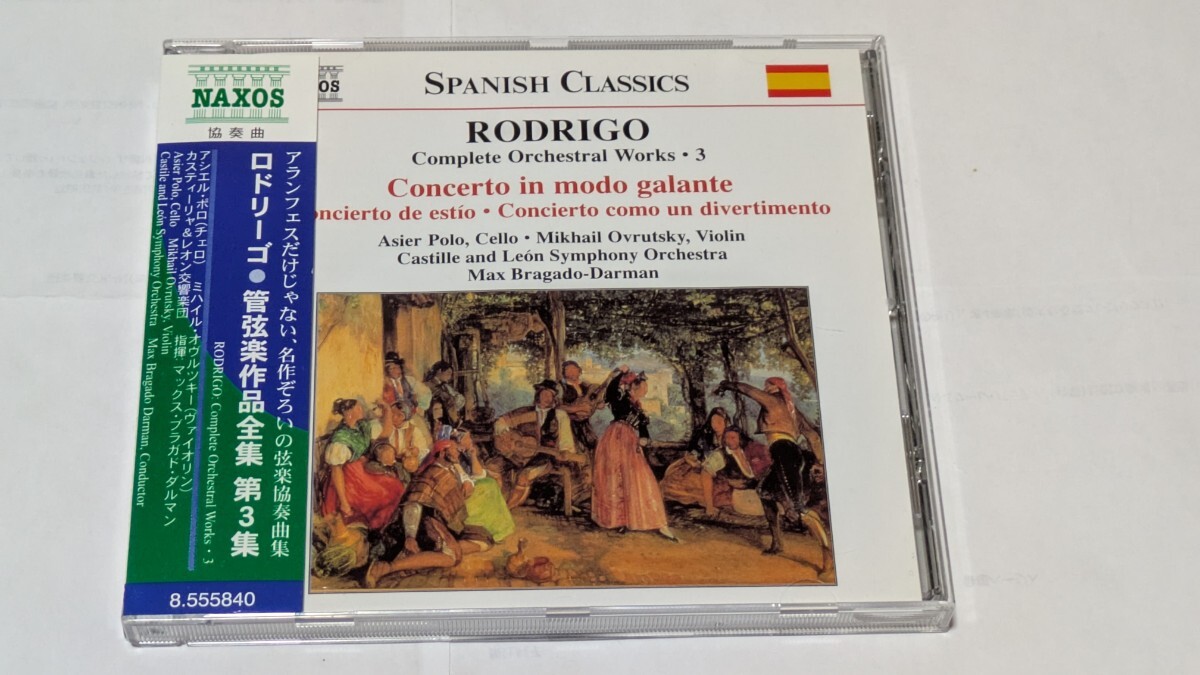 NAXOS
協奏曲
アランフェスだけじゃない、名作ぞろいの弦楽協奏曲集
ロドリーゴ●管弦楽作品全集 第3集
RODRIGO: Complete Orchestral Works・3
アシエル・ポロ(チェロ) ミハイル・オヴルツキー(ヴァイオリン)
カスティーリャ&レオン交響楽団 指揮 マックス・ブラガド・ダルマン
Asier Polo, Cello Mikhail Ovrutsky, Violin
Castile and León Symphony Orchestra Max Bragado Darman, Conductor
8.555840
OS
SPANISH CLASSICS
RODRIGO
Complete Orchestral Works • 3
Concerto in modo galante
oncierto de estío • Concierto como un divertimento
Asier Polo, Cello • Mikhail Ovrutsky, Violin
Castille and León Symphony Orchestra
Max Bragado-Darman